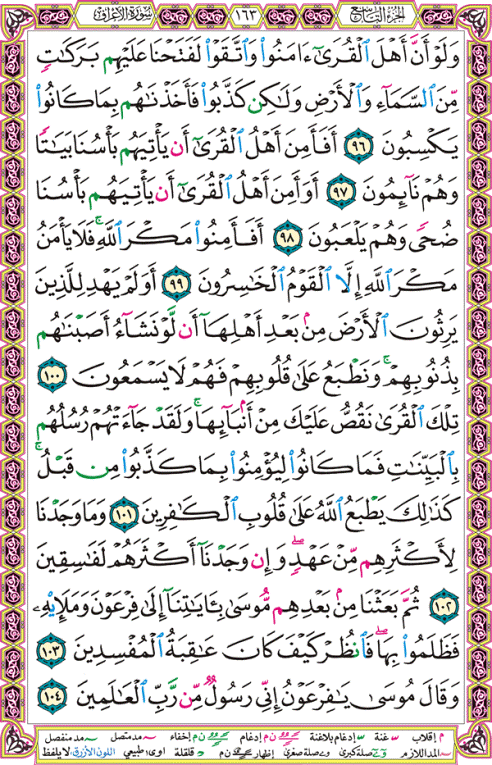 الجزء التاسع
١٦٣
سورة الأعراف
وَلَوْ أَنَّ أَهْلَ ٱلْقُرَىٰٓ ءَامَنُوا۟ وَٱتَّقَوْا۟ لَفَتَحْنَا عَلَيْهِم بَرَكَٰتٍ
مِّنَ ٱلسَّمَآءِ وَٱلْأَرْضِ وَلَٰكِن كَذَّبُوا۟ فَأَخَذْنَٰهُم بِمَا كَانُوا۟
يَكْسِبُونَ ٩٦ أَفَأَمِنَ أَهْلُ ٱلْقُرَىٰٓ أَن يَأْتِيَهُم بَأْسُنَا بَيَٰتًا
وَهُمْ نَآئِمُونَ ٩٧ أَوَأَمِنَ أَهْلُ ٱلْقُرَىٰٓ أَن يَأْتِيَهُم بَأْسُنَا
ضُحًى وَهُمْ يَلْعَبُونَ ٩٨ أَفَأَمِنُوا۟ مَكْرَ ٱللَّهِ ۚ فَلَا يَأْمَنُ
مَكْرَ ٱللَّهِ إِلَّا ٱلْقَوْمُ ٱلْخَٰسِرُونَ ٩٩ أَوَلَمْ يَهْدِ لِلَّذِينَ
يَرِثُونَ ٱلْأَرْضَ مِنۢ بَعْدِ أَهْلِهَآ أَن لَّوْ نَشَآءُ أَصَبْنَٰهُم
بِذُنُوبِهِمْ ۚ وَنَطْبَعُ عَلَىٰ قُلُوبِهِمْ فَهُمْ لَا يَسْمَعُونَ ١٠٠
تِلْكَ ٱلْقُرَىٰ نَقُصُّ عَلَيْكَ مِنْ أَنۢبَآئِهَا ۚ وَلَقَدْ جَآءَتْهُمْ رُسُلُهُم
بِٱلْبَيِّنَٰتِ فَمَا كَانُوا۟ لِيُؤْمِنُوا۟ بِمَا كَذَّبُوا۟ مِن قَبْلُ ۚ
كَذَٰلِكَ يَطْبَعُ ٱللَّهُ عَلَىٰ قُلُوبِ ٱلْكَٰفِرِينَ ١٠١ وَمَا وَجَدْنَا
لِأَكْثَرِهِم مِّنْ عَهْدٍ ۖ وَإِن وَجَدْنَآ أَكْثَرَهُمْ لَفَٰسِقِينَ
١٠٢ ثُمَّ بَعَثْنَا مِنۢ بَعْدِهِم مُّوسَىٰ بِـَٔايَٰتِنَآ إِلَىٰ فِرْعَوْنَ وَمَلَإِي۟هِۦ
فَظَلَمُوا۟ بِهَا ۖ فَٱنظُرْ كَيْفَ كَانَ عَٰقِبَةُ ٱلْمُفْسِدِينَ ١٠٣
وَقَالَ مُوسَىٰ يَٰفِرْعَوْنُ إِنِّى رَسُولٌ مِّن رَّبِّ ٱلْعَٰلَمِينَ ١٠٤
م إقلاب س غنة س إدغام بلاغنة ن م إدغام ن م إخفاء مد متصل مد منفصل
المد اللازم صلة كبرى صلة صغرى إظهار ن م قلقلة اوى: طبيعي اللون الأزرق: لا يلفظ